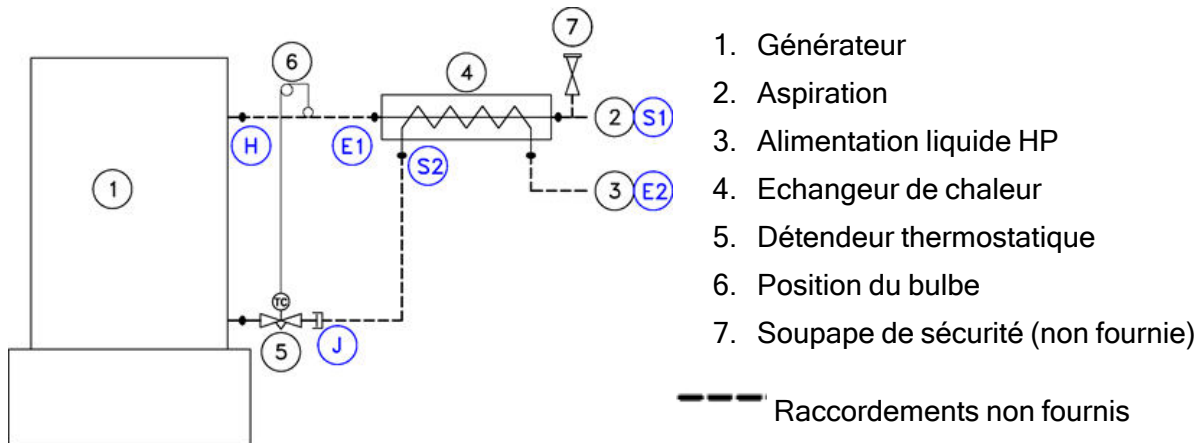 7
6
4
H
E1
2 S1
S2
1
3 E2
TC
5
J
1. Générateur
2. Aspiration
3. Alimentation liquide HP
4. Echangeur de chaleur
5. Détendeur thermostatique
6. Position du bulbe
7. Soupape de sécurité (non fournie)
Raccordements non fournis